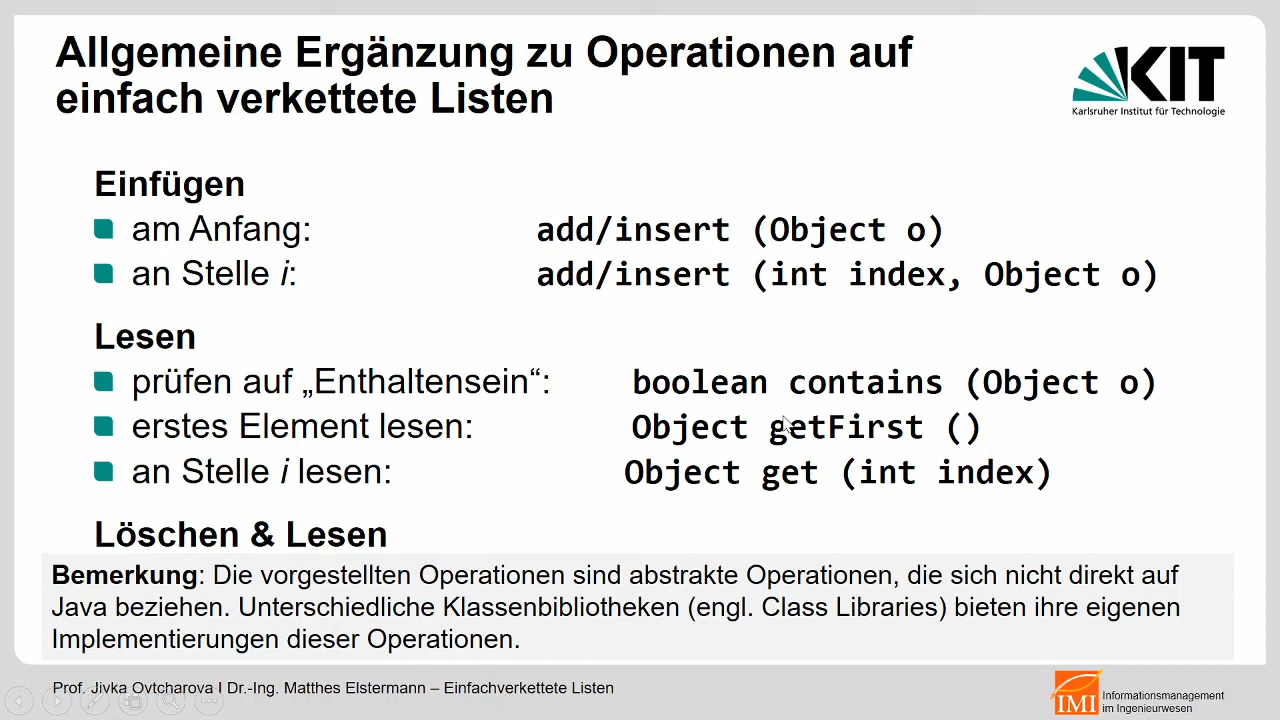 Allgemeine Ergänzung zu Operationen auf
einfach verkettete Listen
KIT
Karlsruher Institut für Technologie
Einfügen
am Anfang: add/insert (Object o)
an Stelle i: add/insert (int index, Object o)
Lesen
prüfen auf „Enthaltensein“: boolean contains (Object o)
erstes Element lesen: Object getFirst ()
an Stelle i lesen: Object get (int index)
Löschen & Lesen
Bemerkung: Die vorgestellten Operationen sind abstrakte Operationen, die sich nicht direkt auf
Java beziehen. Unterschiedliche Klassenbibliotheken (engl. Class Libraries) bieten ihre eigenen
Implementierungen dieser Operationen.
Prof. Jivka Ovtcharova I Dr.-Ing. Matthes Elstermann – Einfachverkettete Listen
IMI
Informationsmanagement
im Ingenieurwesen